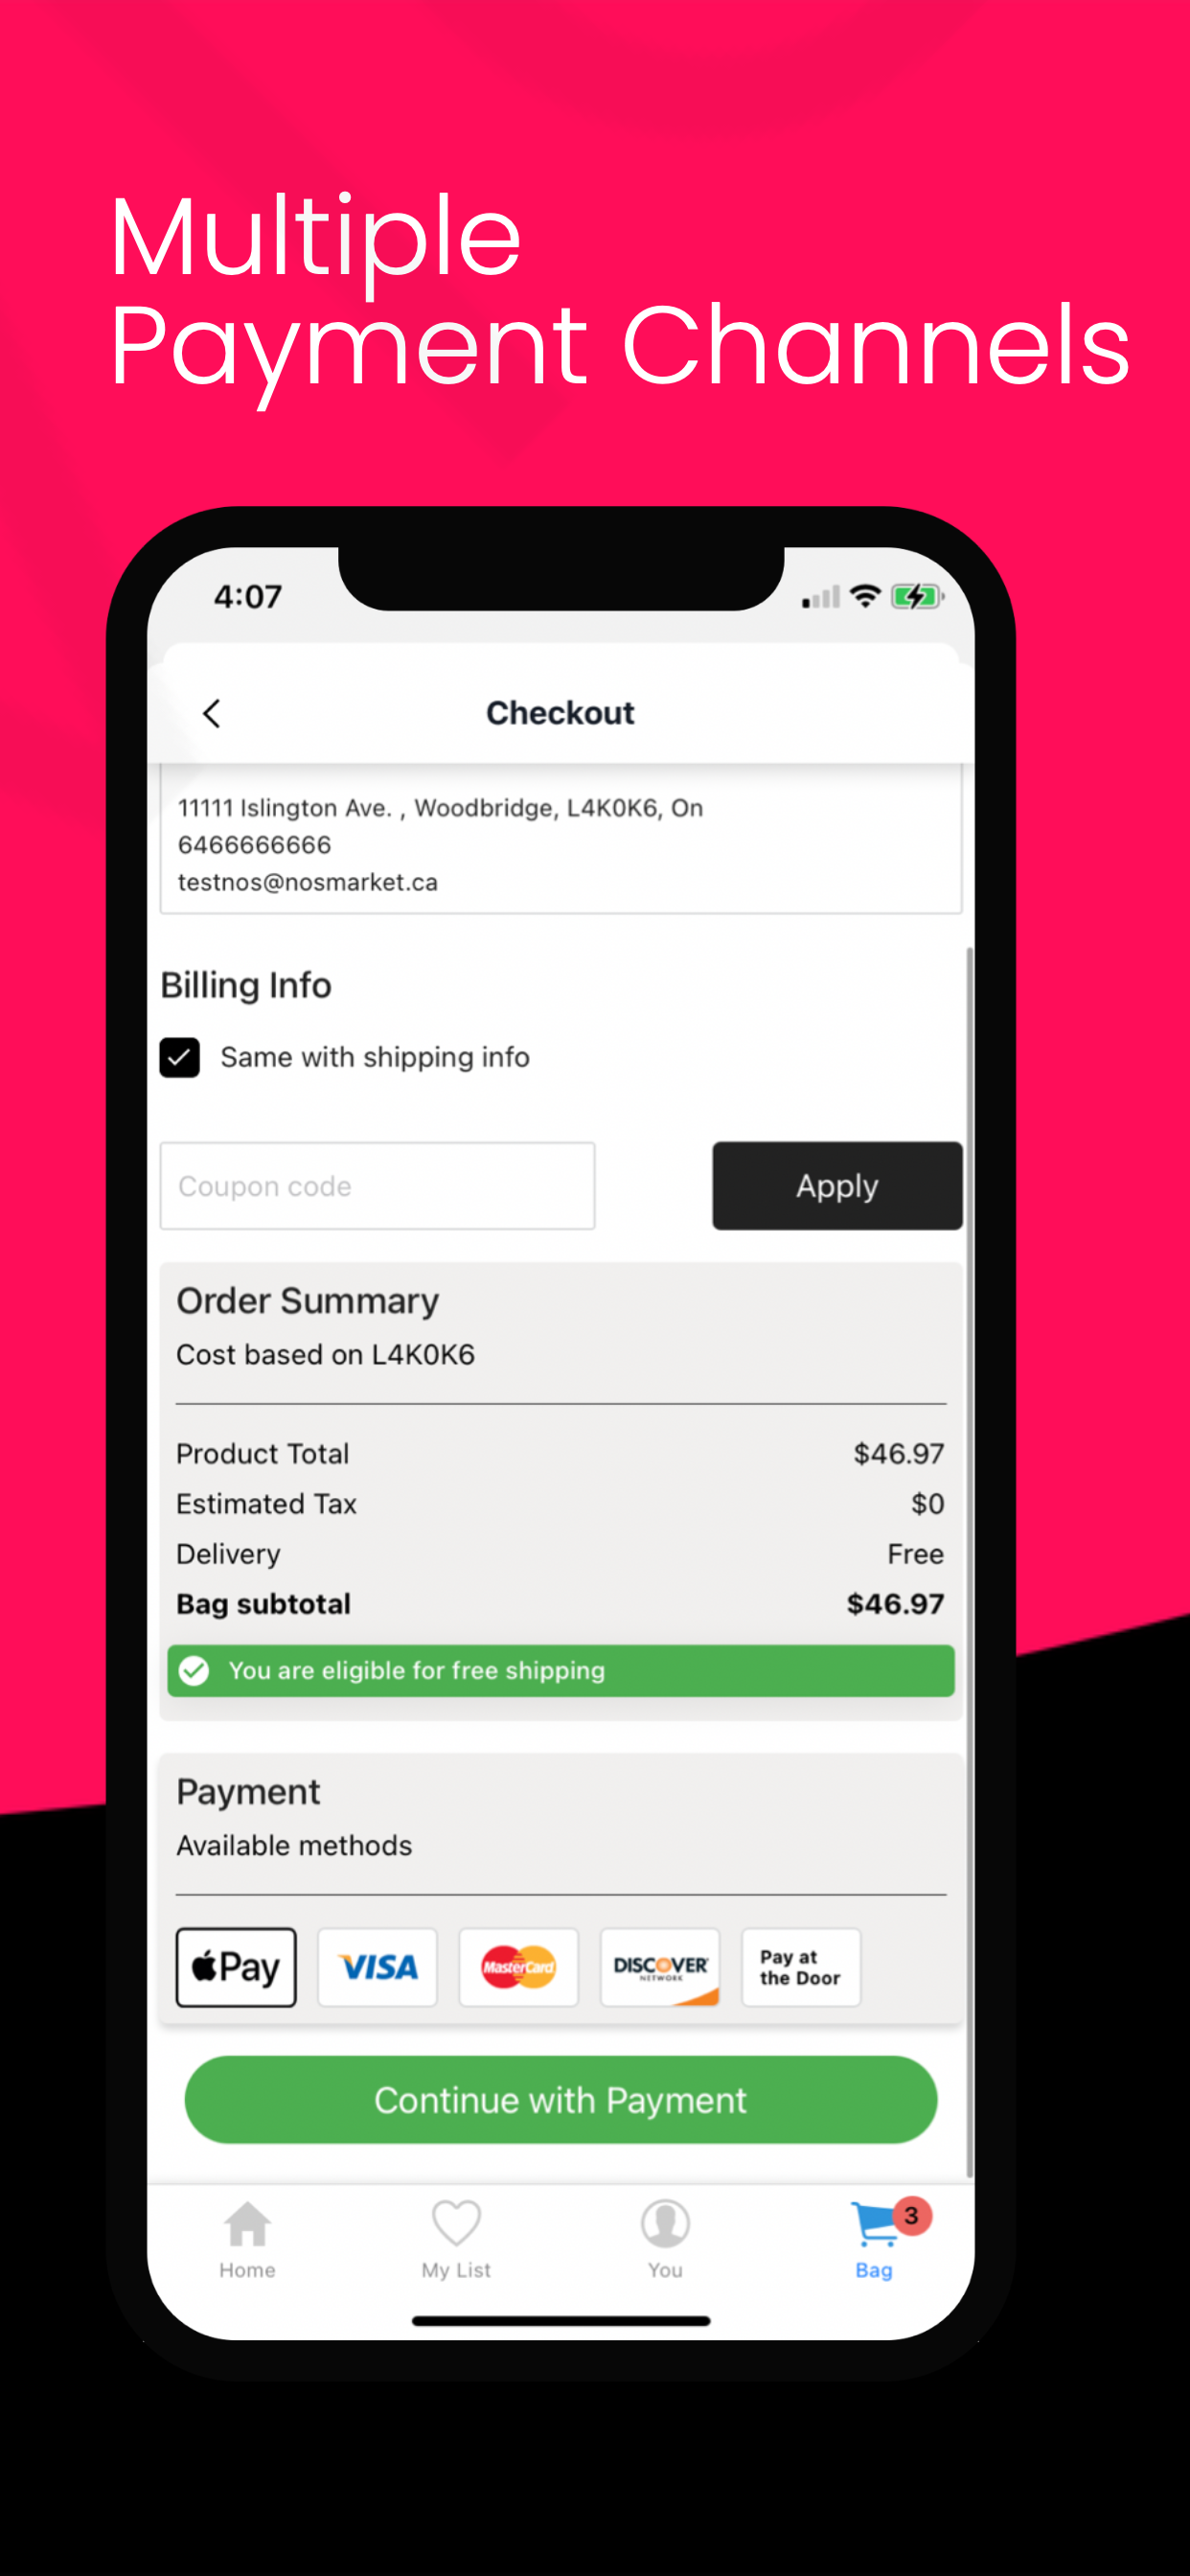 Multiple
Payment Channels
4:07
Checkout
11111 Islington Ave. , Woodbridge, L4K0K6, On
6466666666
testnos@nosmarket.ca
Billing Info
Same with shipping info
Coupon code
Apply
Order Summary
Cost based on L4K0K6
Product Total $46.97
Estimated Tax $0
Delivery Free
Bag subtotal $46.97
You are eligible for free shipping
Payment
Available methods
Pay VISA MasterCard DISCOVER NETWORK Pay at the Door
Continue with Payment
3
Home My List You Bag